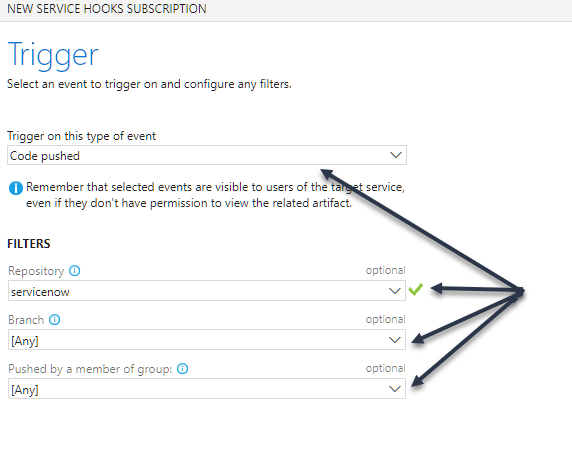 NEW SERVICE HOOKS SUBSCRIPTION
Trigger
Select an event to trigger on and configure any filters.
Trigger on this type of event
Code pushed
Remember that selected events are visible to users of the target service,
even if they don't have permission to view the related artifact.
FILTERS
Repository optional
servicenow
Branch optional
[Any]
Pushed by a member of group: optional
[Any]